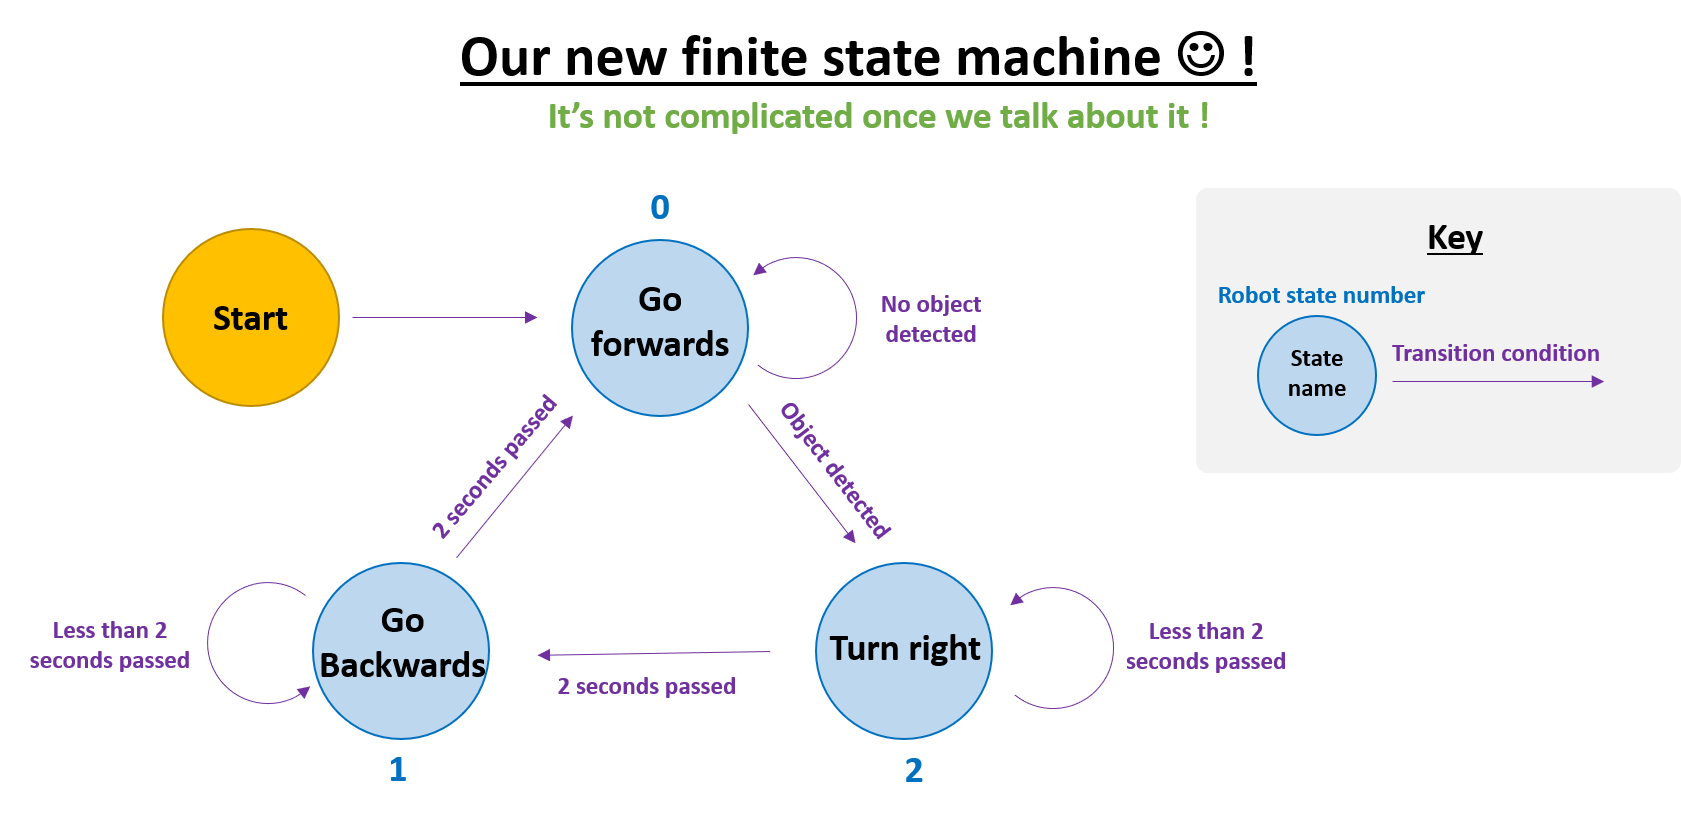 Our new finite state machine ☺ !
It's not complicated once we talk about it !
0
Start
Go
forwards
No object
detected
Key
Robot state number
State
name
Transition condition
2 seconds passed
Object detected
Less than 2
seconds passed
Go
Backwards
2 seconds passed
Turn right
Less than 2
seconds passed
1
2